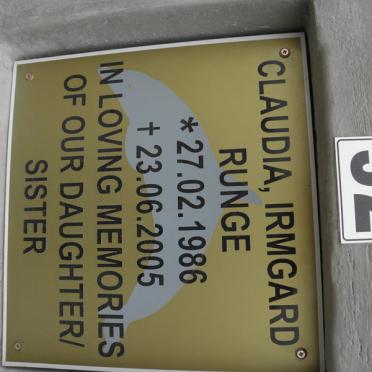 CLAUDIA, IRMGARD
RUNGE
*27.02.1986
+ 23.06.2005
IN LOVING MEMORIES
OF OUR DAUGHTER/
SISTER